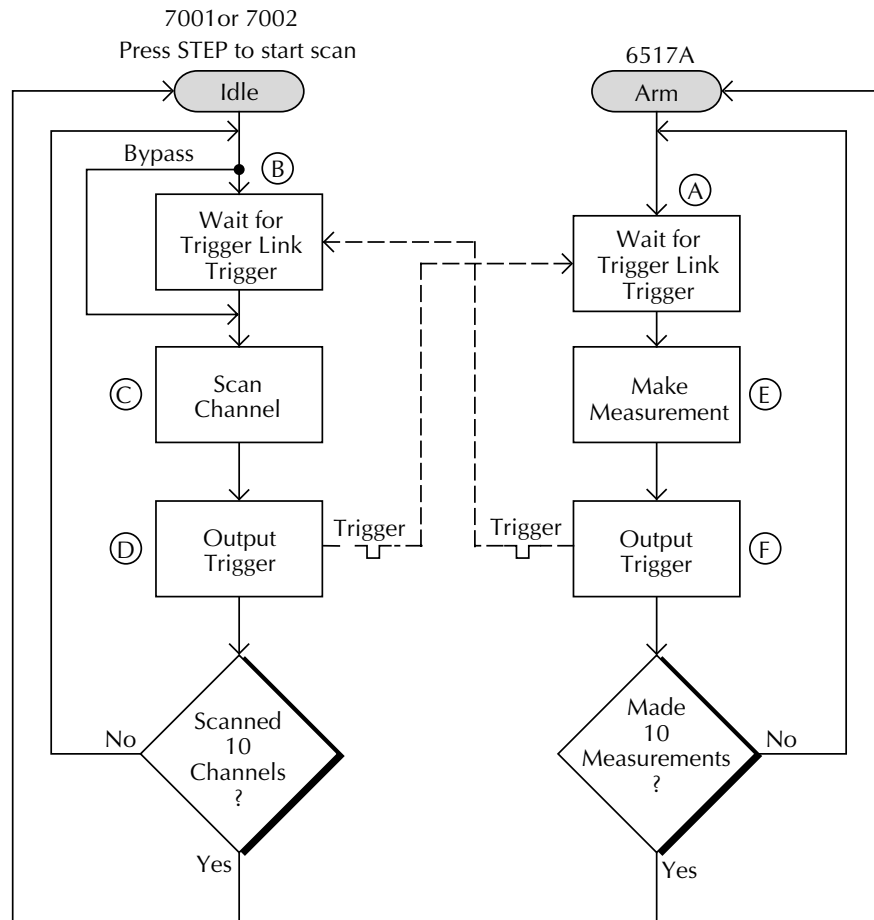 7001or 7002
Press STEP to start scan
Idle
Bypass
B
Wait for
Trigger Link
Trigger
C
Scan
Channel
D
Output
Trigger
Trigger
Scanned
10
Channels
?
No
Yes
6517A
Arm
A
Wait for
Trigger Link
Trigger
Make
Measurement
E
Trigger
Output
Trigger
F
Made
10
Measurements
?
No
Yes